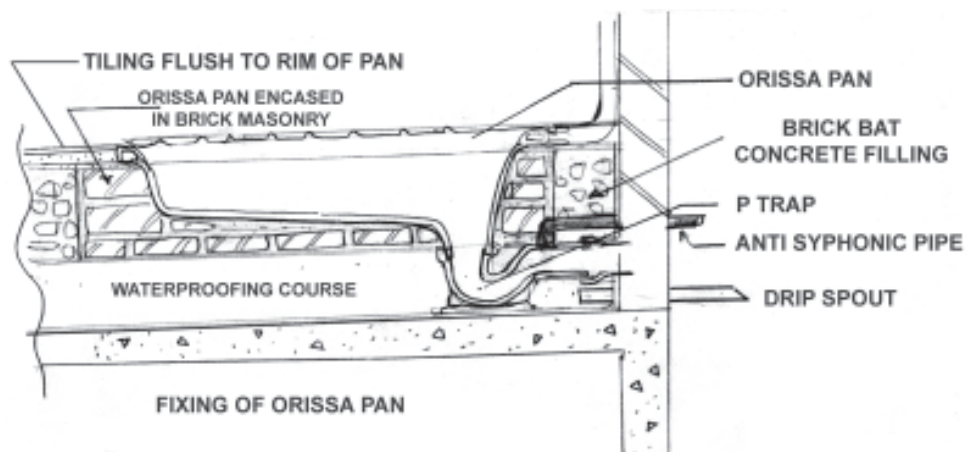 TILING FLUSH TO RIM OF PAN
ORISSA PAN ENCASED
IN BRICK MASONRY
ORISSA PAN
BRICK BAT
CONCRETE FILLING
P TRAP
ANTI SYPHONIC PIPE
WATERPROOFING COURSE
DRIP SPOUT
FIXING OF ORISSA PAN